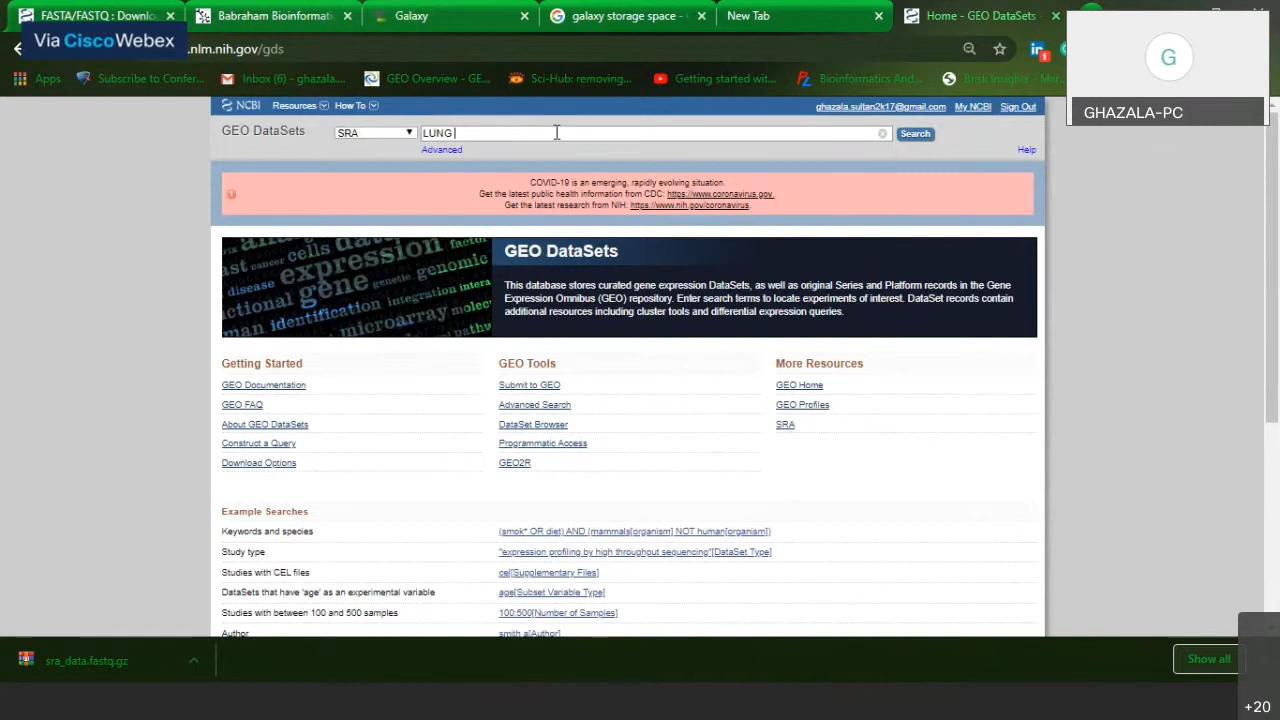 FASTA/FASTQ : Downlo
Babraham Bioinformati
Galaxy
galaxy storage space -
New Tab
Home - GEO DataSets -
Via CiscoWebex
.nlm.nih.gov/gds
Apps
Subscribe to Confer...
Inbox (6) - ghazala....
GEO Overview - GE...
Sci-Hub: removing...
Getting started wit...
Bioinformatics And...
Brisk Insights - Mar...
G
GHAZALA-PC
NCBI
Resources
How To
ghazala.sultan2k17@gmail.com
My NCBI
Sign Out
GEO DataSets
SRA
LUNG
Search
Advanced
Help
COVID-19 is an emerging, rapidly evolving situation.
Get the latest public health information from CDC: https://www.coronavirus.gov
Get the latest research from NIH: https://www.nih.gov/coronavirus.
GEO DataSets
This database stores curated gene expression DataSets, as well as original Series and Platform records in the Gene
Expression Omnibus (GEO) repository. Enter search terms to locate experiments of interest. DataSet records contain
additional resources including cluster tools and differential expression queries.
Getting Started
GEO Tools
More Resources
GEO Documentation
Submit to GEO
GEO Home
GEO FAQ
Advanced Search
GEO Profiles
About GEO DataSets
DataSet Browser
SRA
Construct a Query
Programmatic Access
Download Options
GEO2R
Example Searches
Keywords and species
(smok* OR diet) AND (mammals[organism] NOT human[organism])
Study type
"expression profiling by high throughput sequencing"[DataSet Type]
Studies with CEL files
cel[Supplementary Files]
DataSets that have 'age' as an experimental variable
age[Subset Variable Type]
Studies with between 100 and 500 samples
100:500[Number of Samples]
Author
smith a[Author]
sra_data.fastq.gz
Show all
+20